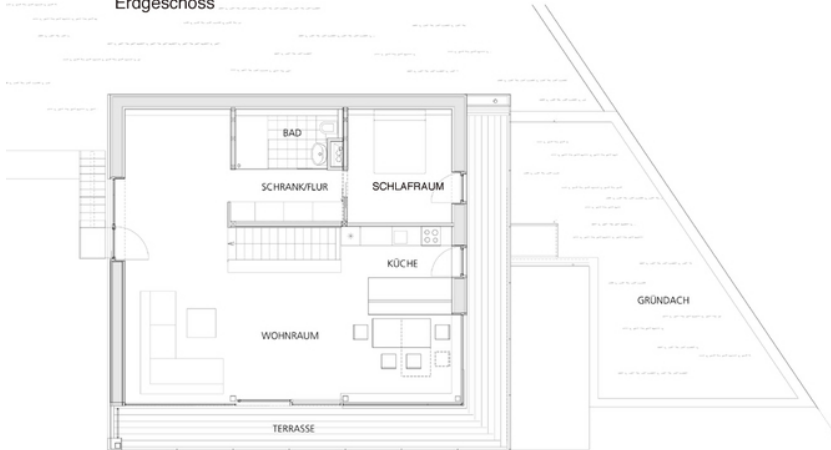 Erdgeschoss
BAD
SCHRANK/FLUR
SCHLAFRAUM
KÜCHE
GRÜNDACH
WOHNRAUM
TERRASSE